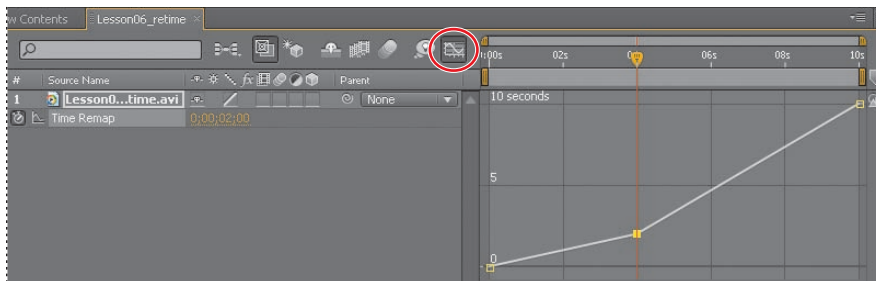 w Contents Lesson06_retime ×
):00s 02s 0 06s 08s 10s
# Source Name fx Parent
1 Lesson0...time.avi None
Time Remap 0;00;02;00
10 seconds
5
0